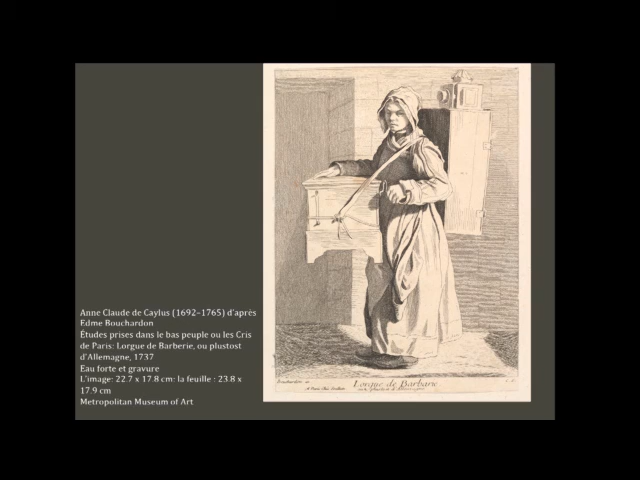 Anne Claude de Caylus (1692–1765) d'après
Edme Bouchardon
Études prises dans le bas peuple ou les Cris
de Paris: Lorgue de Barberie, ou plustost
d'Allemagne, 1737
Eau forte et gravure
L'image: 22.7 x 17.8 cm: la feuille : 23.8 x
17.9 cm
Metropolitan Museum of Art
Lorgue de Barbarie